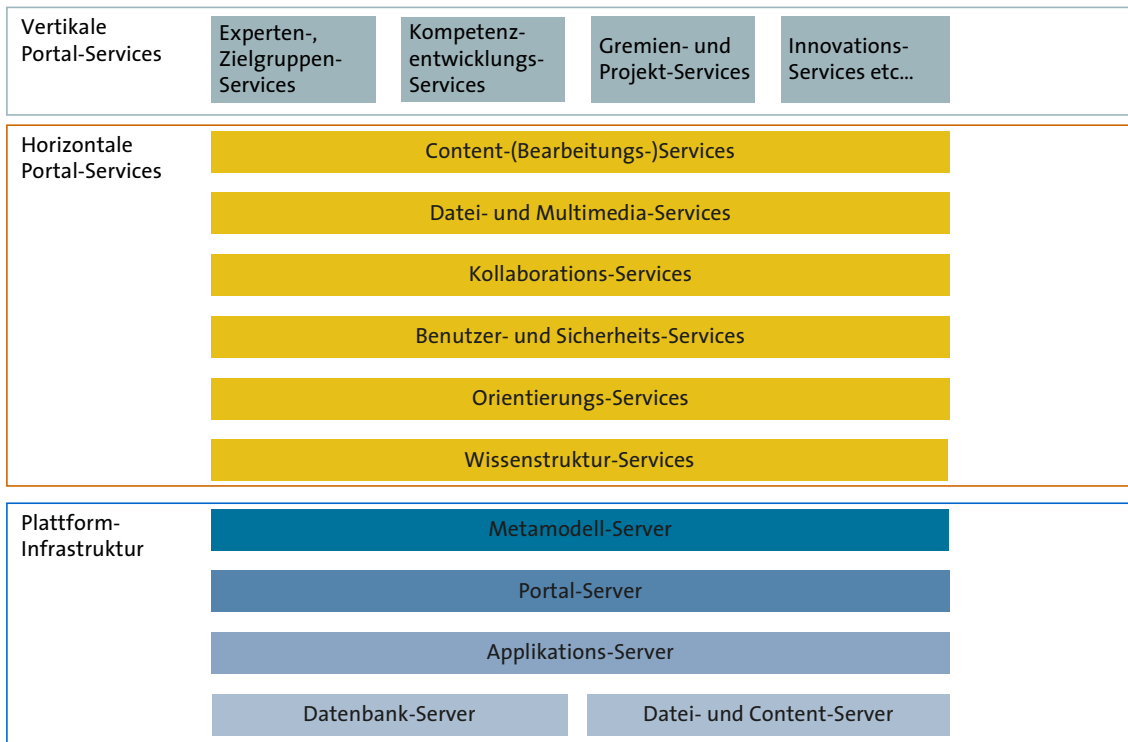 Vertikale
Portal-Services
Experten-,
Zielgruppen-
Services
Kompetenz-
entwicklungs-
Services
Gremien- und
Projekt-Services
Innovations-
Services etc...
Horizontale
Portal-Services
Content-(Bearbeitungs-)Services
Datei- und Multimedia-Services
Kollaborations-Services
Benutzer- und Sicherheits-Services
Orientierungs-Services
Wissenstruktur-Services
Plattform-
Infrastruktur
Metamodell-Server
Portal-Server
Applikations-Server
Datenbank-Server
Datei- und Content-Server